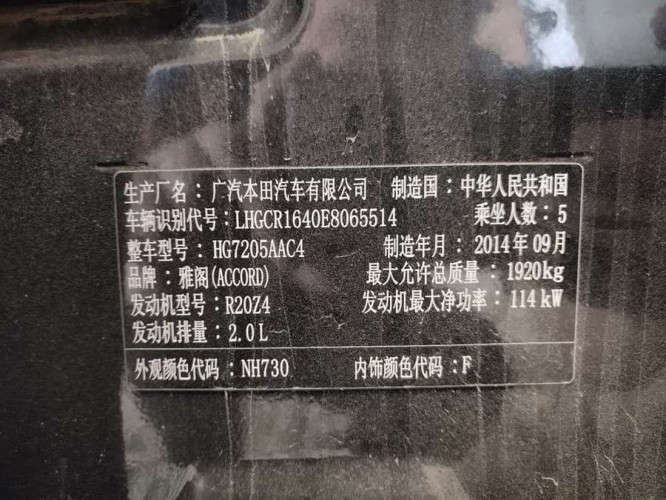 生产厂名：广汽本田汽车有限公司 制造国：中华人民共和国
车辆识别代号：LHGCR1640E8065514 乘坐人数：5
整车型号：HG7205AAC4 制造年月：2014年09月
品牌：雅阁(ACCORD) 最大允许总质量：1920kg
发动机型号：R20Z4 发动机最大净功率：114kW
发动机排量：2.0L
外观颜色代码：NH730 内饰颜色代码：F